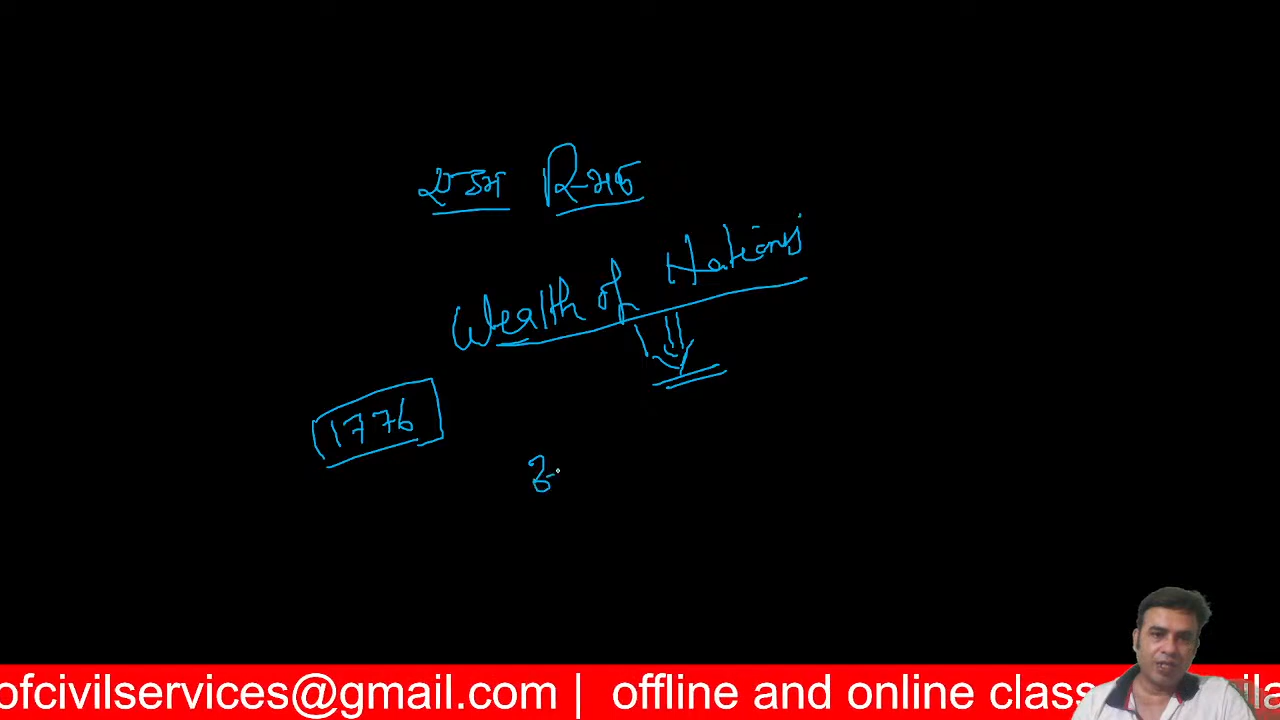 एडम स्मिथ
Wealth of Nations
1776
ofcivilservices@gmail.com | offline and online class